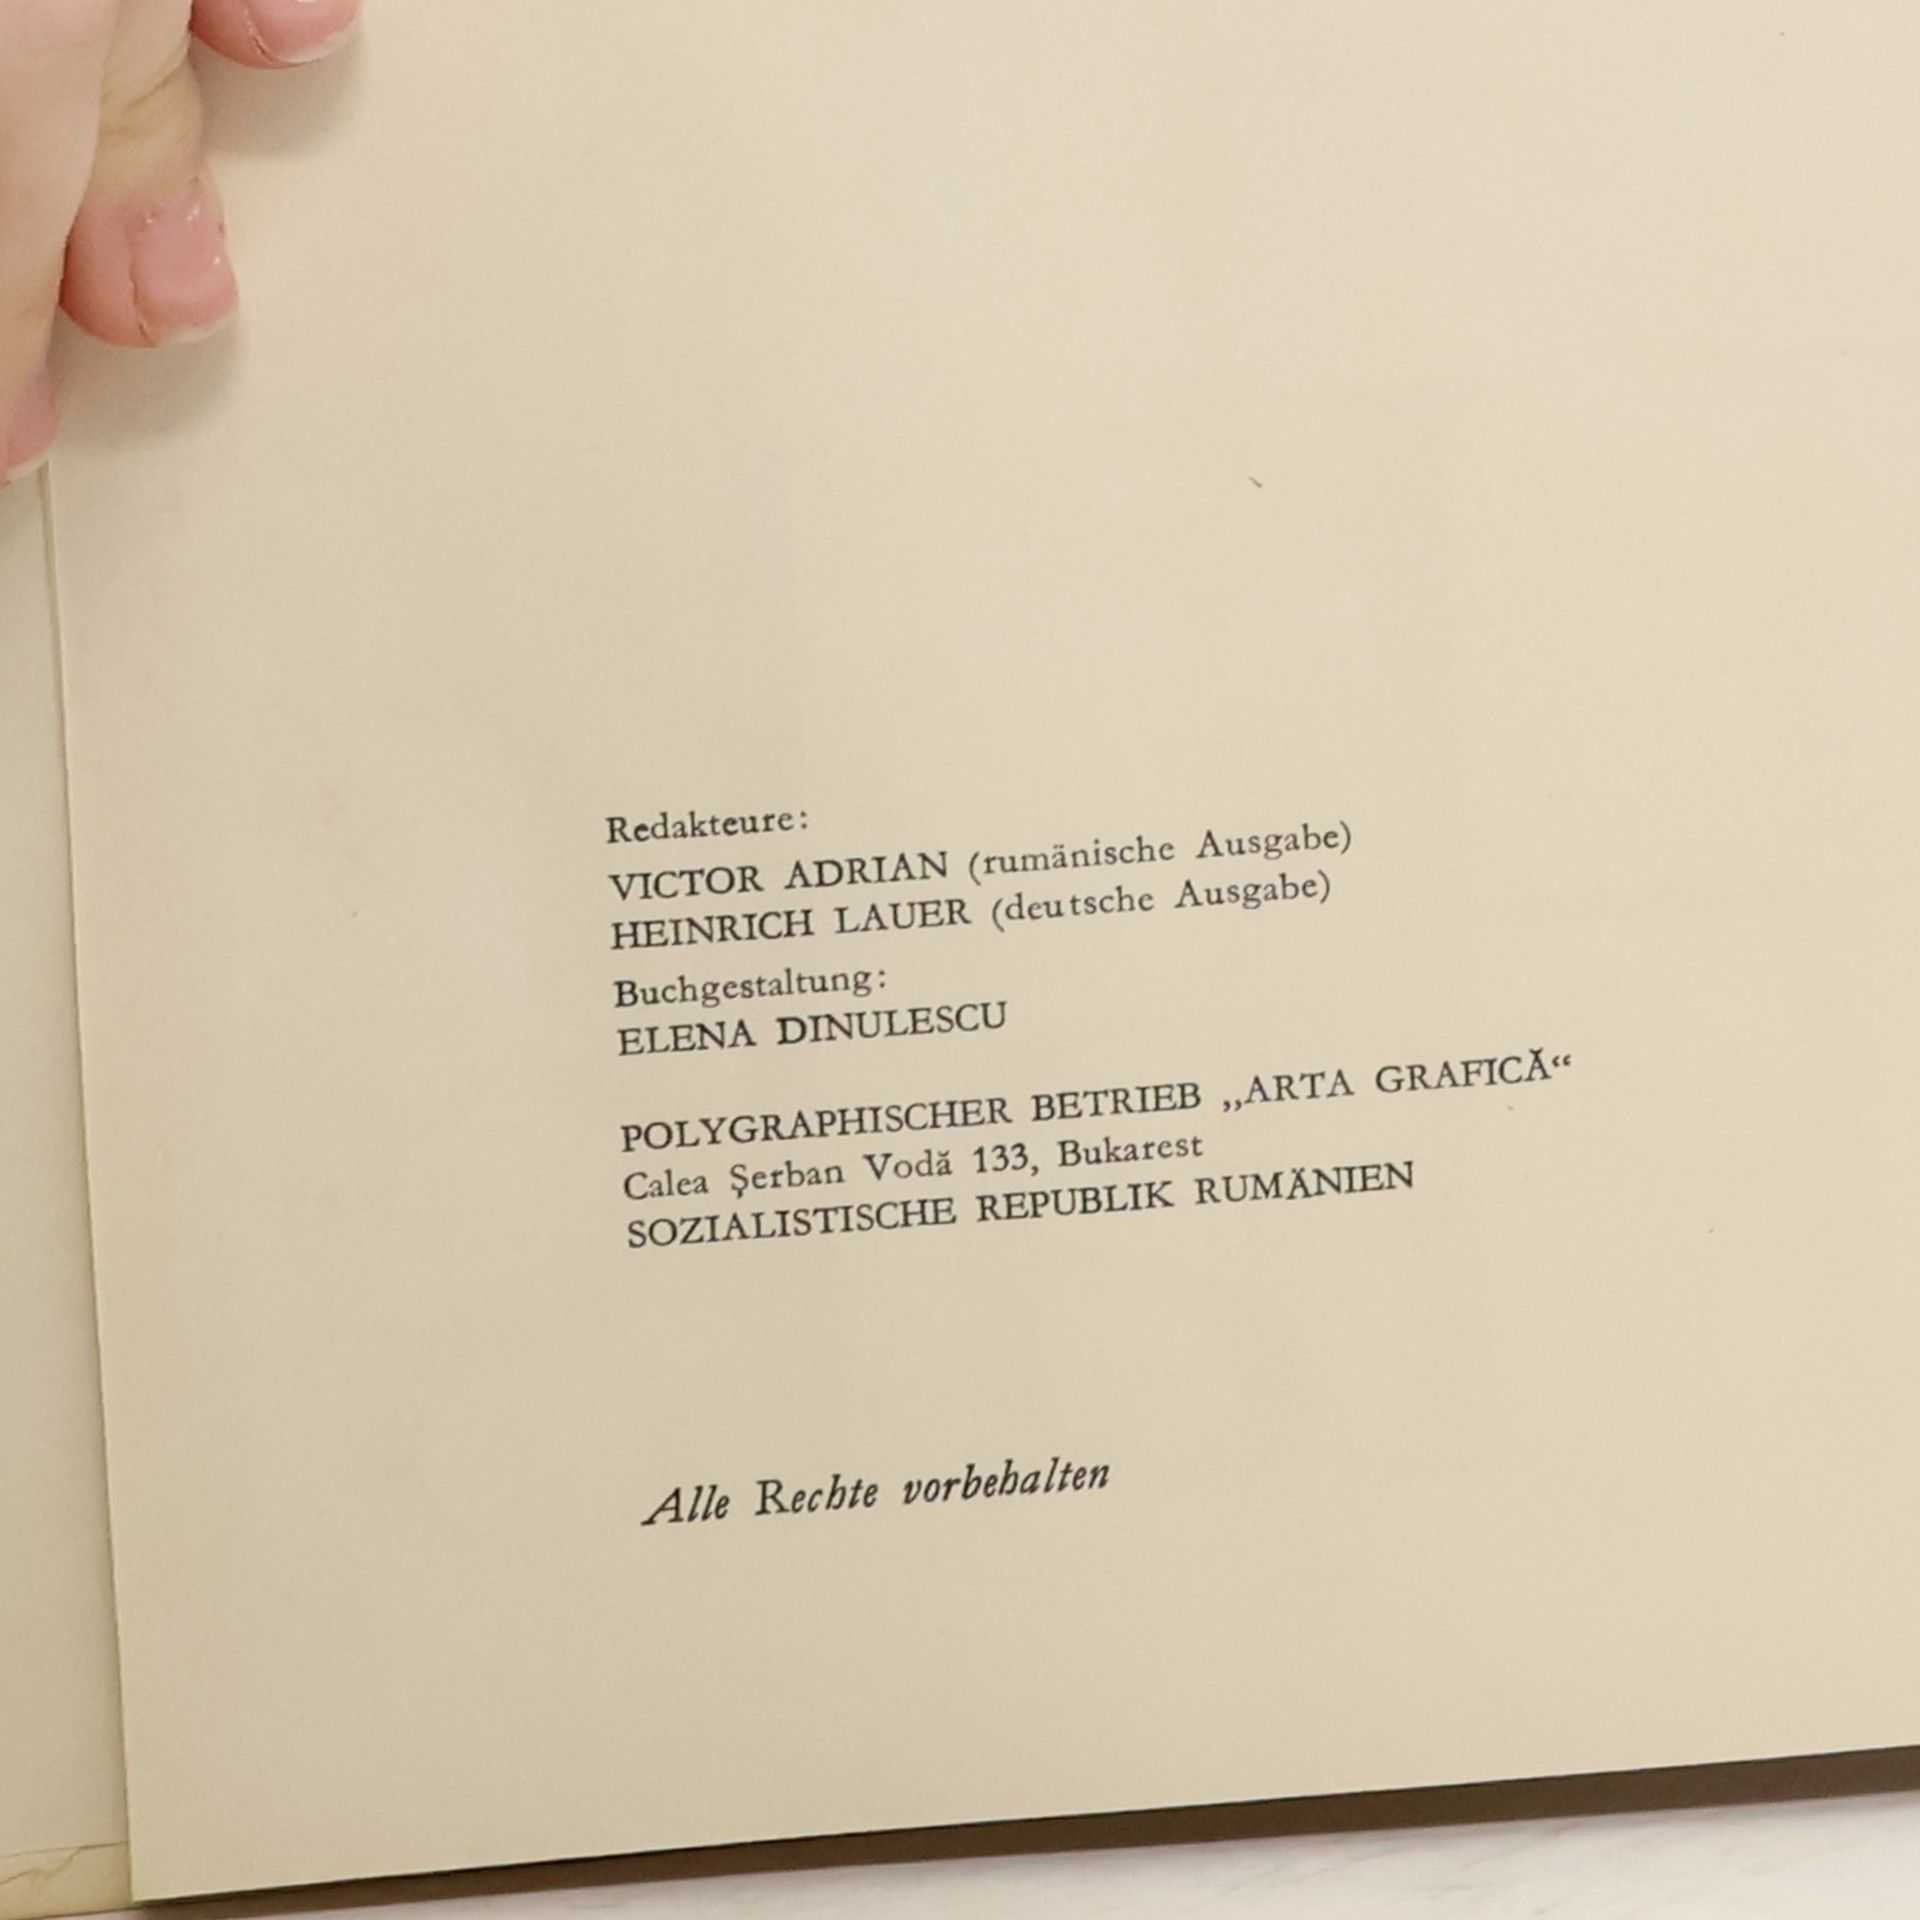 Redakteure:
VICTOR ADRIAN (rumänische Ausgabe)
HEINRICH LAUER (deutsche Ausgabe)
Buchgestaltung:
ELENA DINULESCU
POLYGRAPHISCHER BETRIEB „ARTA GRAFICĂ“
Calea Șerban Vodă 133, Bukarest
SOZIALISTISCHE REPUBLIK RUMÄNIEN
Alle Rechte vorbehalten